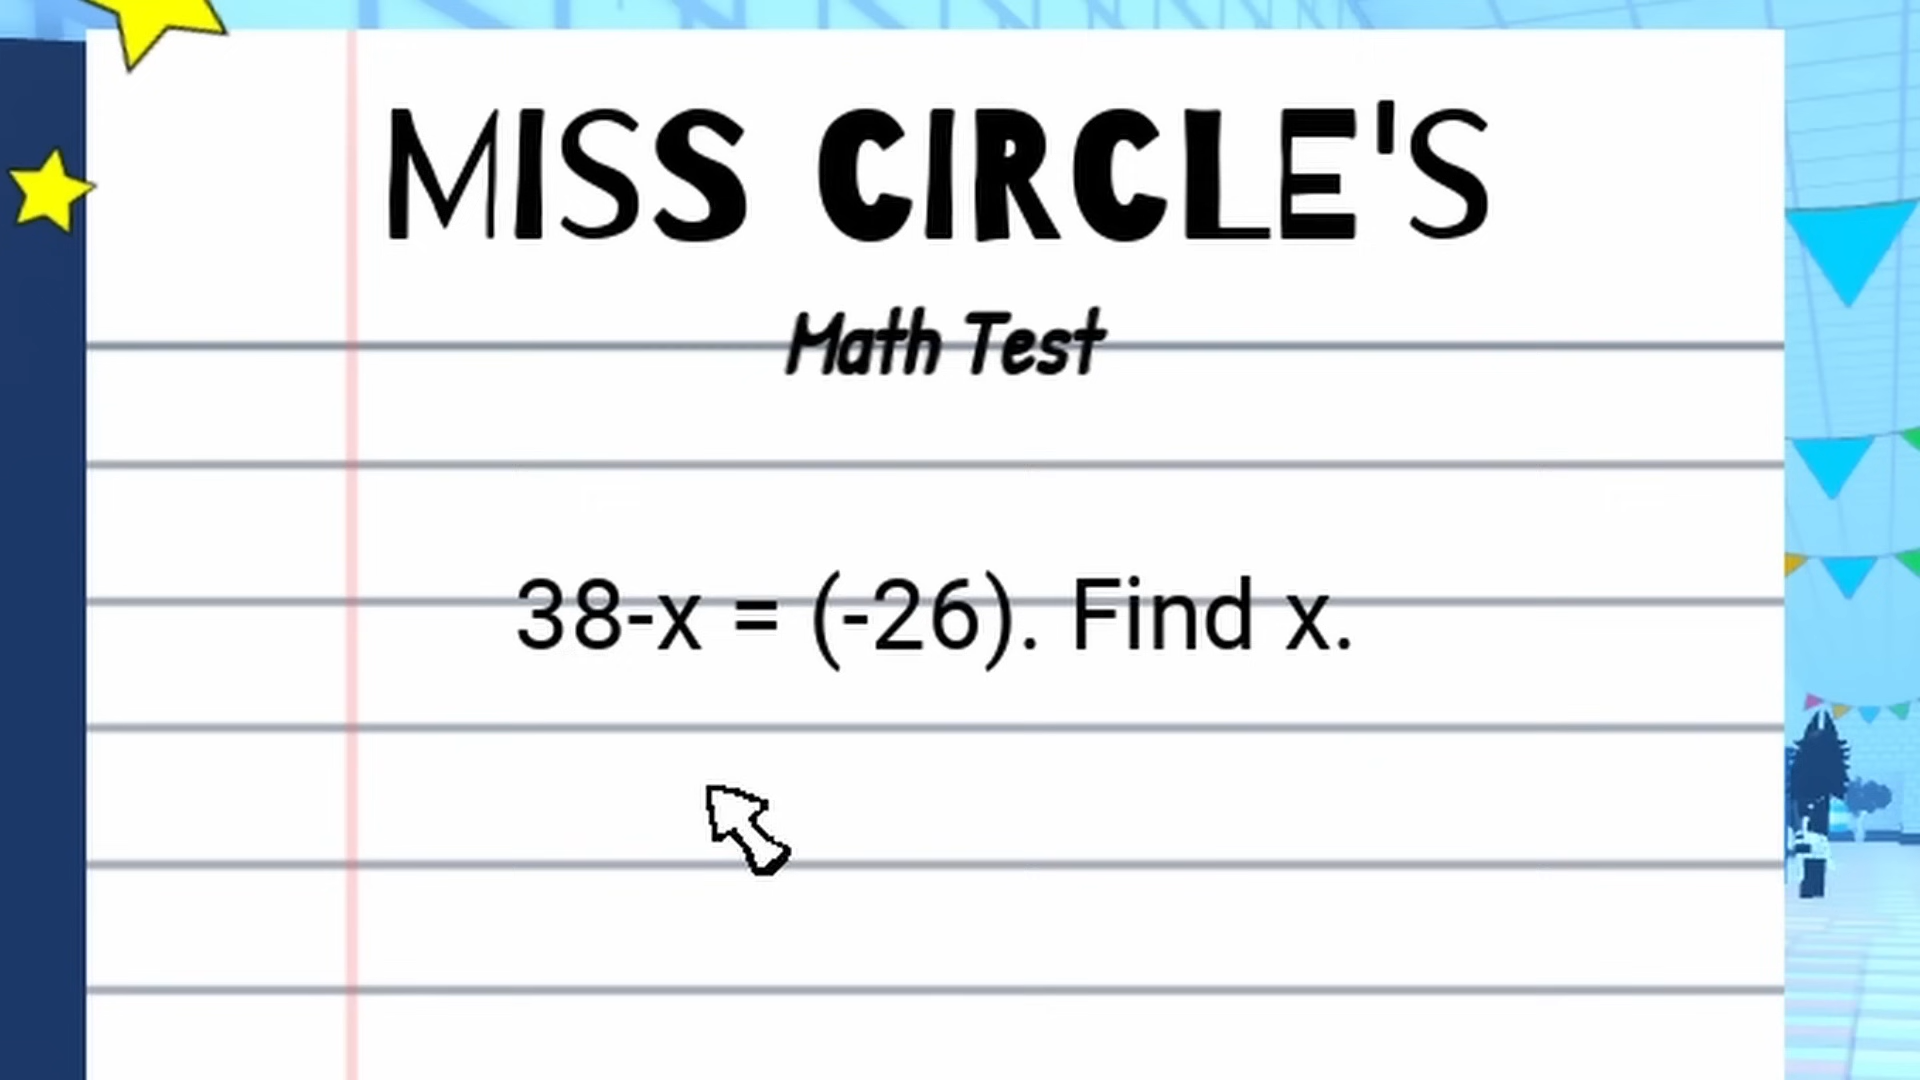 MISS CIRCLE'S
Math Test
38-x = (-26). Find x.